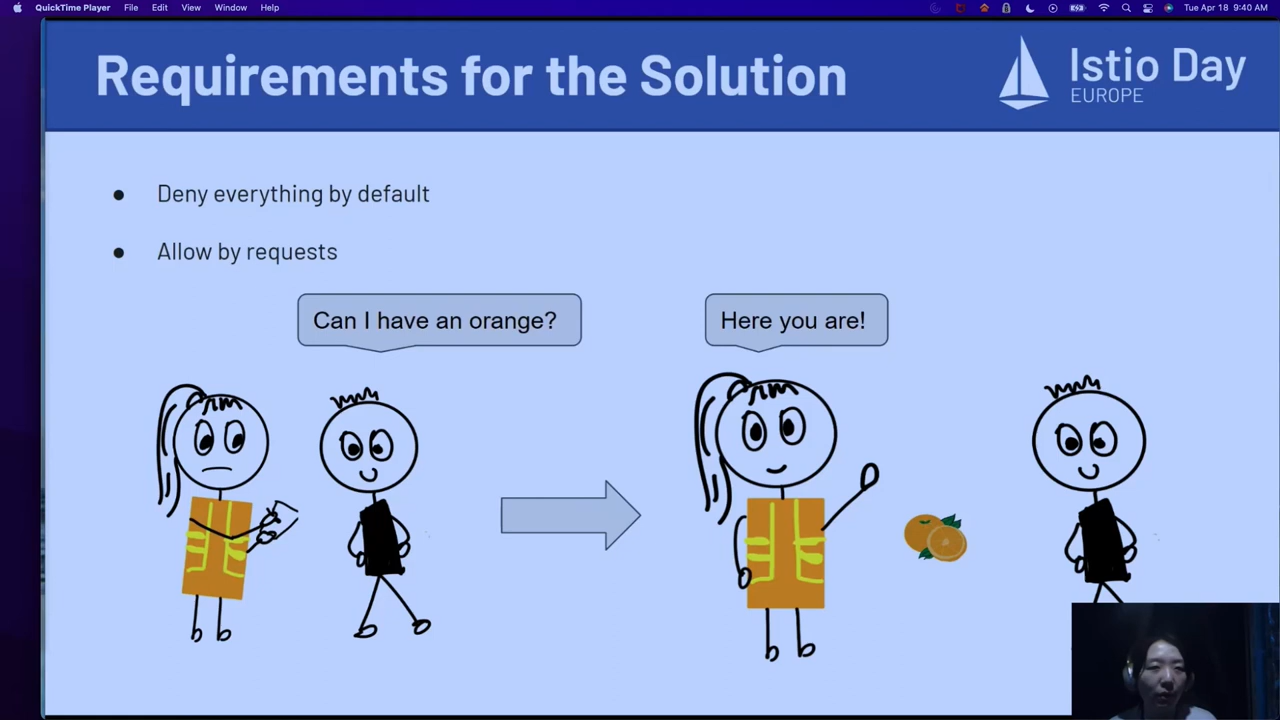 QuickTime Player File Edit View Window Help Tue Apr 18 9:40 AM
Requirements for the Solution
Istio Day
EUROPE
● Deny everything by default
● Allow by requests
Can I have an orange?
Here you are!